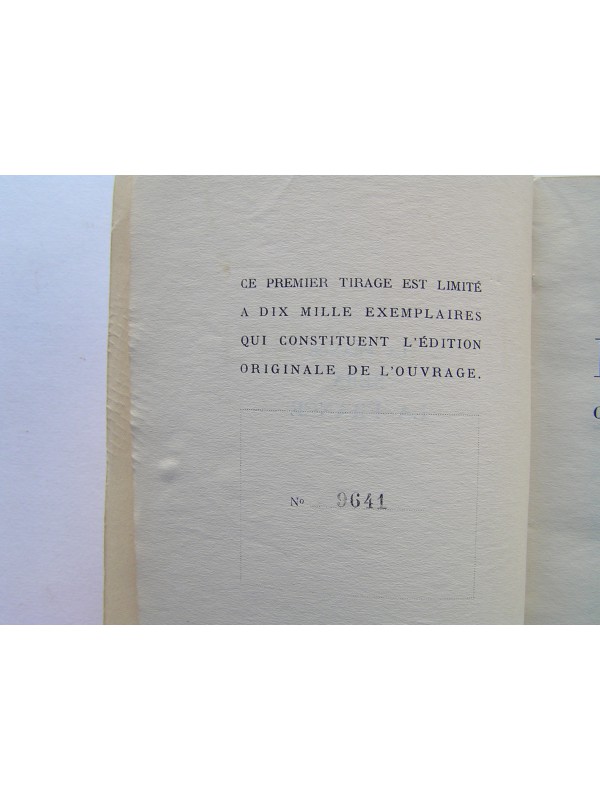 CE PREMIER TIRAGE EST LIMITÉ
A DIX MILLE EXEMPLAIRES
QUI CONSTITUENT L'ÉDITION
ORIGINALE DE L'OUVRAGE.
Nº 9641